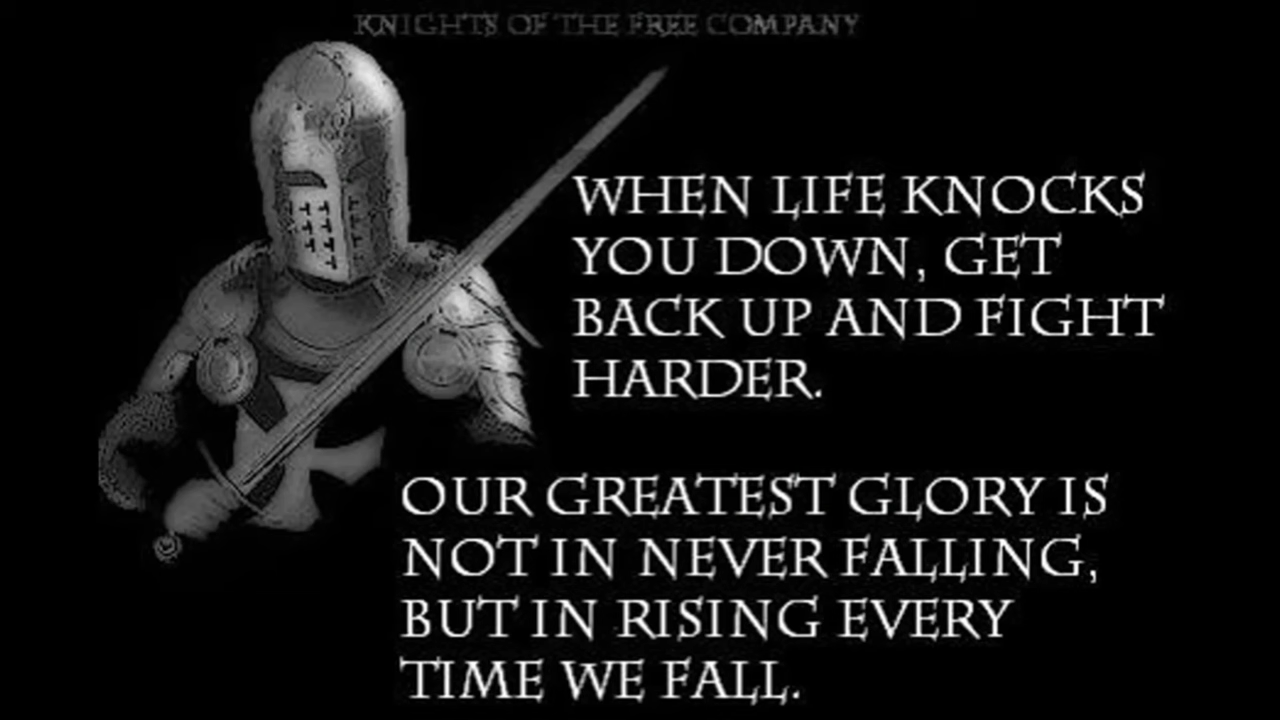 KNIGHTS OF THE FREE COMPANY
WHEN LIFE KNOCKS
YOU DOWN, GET
BACK UP AND FIGHT
HARDER.
OUR GREATEST GLORY IS
NOT IN NEVER FALLING,
BUT IN RISING EVERY
TIME WE FALL.